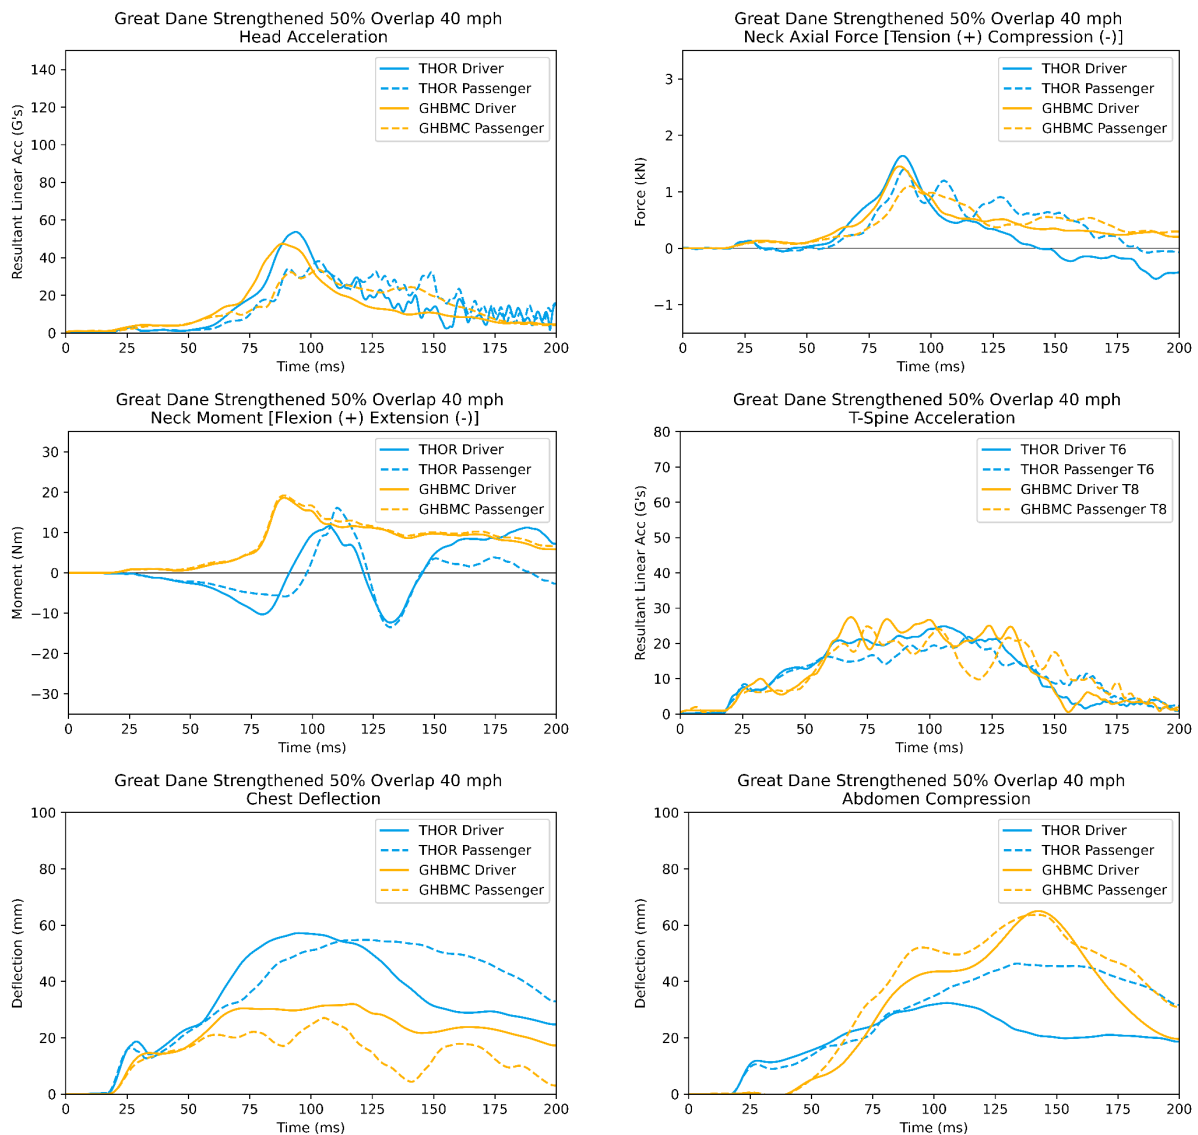 Great Dane Strengthened 50% Overlap 40 mph
Head Acceleration
140
120
100
80
60
40
20
0
Resultant Linear Acc (G's)
THOR Driver
THOR Passenger
GHBMC Driver
GHBMC Passenger
0 25 50 75 100 125 150 175 200
Time (ms)
Great Dane Strengthened 50% Overlap 40 mph
Neck Axial Force [Tension (+) Compression (-)]
3
2
1
0
−1
Force (kN)
THOR Driver
THOR Passenger
GHBMC Driver
GHBMC Passenger
0 25 50 75 100 125 150 175 200
Time (ms)
Great Dane Strengthened 50% Overlap 40 mph
Neck Moment [Flexion (+) Extension (-)]
30
20
10
0
−10
−20
−30
Moment (Nm)
THOR Driver
THOR Passenger
GHBMC Driver
GHBMC Passenger
0 25 50 75 100 125 150 175 200
Time (ms)
Great Dane Strengthened 50% Overlap 40 mph
T-Spine Acceleration
80
70
60
50
40
30
20
10
0
Resultant Linear Acc (G's)
THOR Driver T6
THOR Passenger T6
GHBMC Driver T8
GHBMC Passenger T8
0 25 50 75 100 125 150 175 200
Time (ms)
Great Dane Strengthened 50% Overlap 40 mph
Chest Deflection
100
80
60
40
20
0
Deflection (mm)
THOR Driver
THOR Passenger
GHBMC Driver
GHBMC Passenger
0 25 50 75 100 125 150 175 200
Time (ms)
Great Dane Strengthened 50% Overlap 40 mph
Abdomen Compression
100
80
60
40
20
0
Deflection (mm)
THOR Driver
THOR Passenger
GHBMC Driver
GHBMC Passenger
0 25 50 75 100 125 150 175 200
Time (ms)